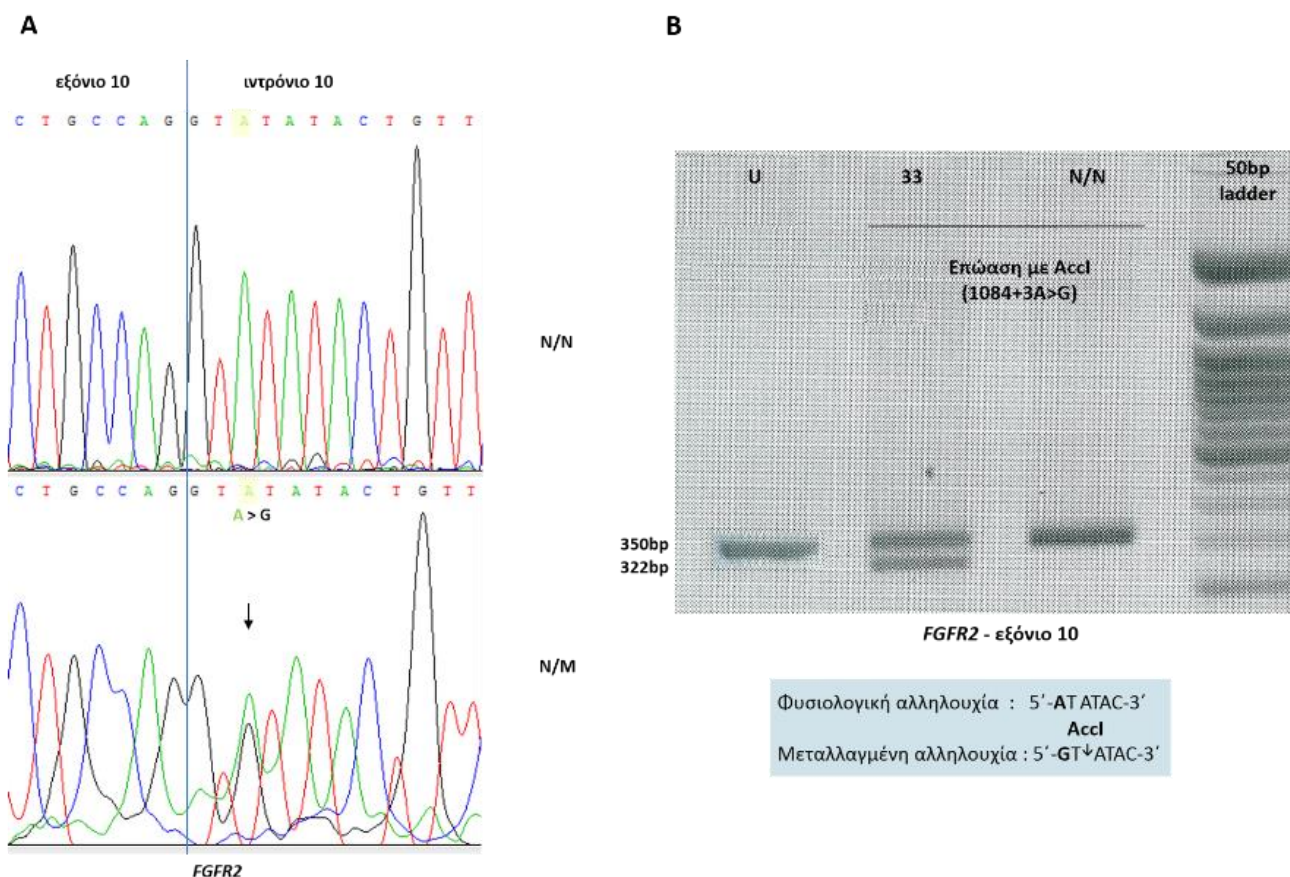 A
εξόνιο 10
ιντρόνιο 10
C T G C C A G G T A T A T A C T G T T
N/N
C T G C C A G G T A T A T A C T G T T
A > G
N/M
FGFR2
B
U
33
N/N
50bp
ladder
Επώαση με AccI
(1084+3A>G)
350bp
322bp
FGFR2 - εξόνιο 10
Φυσιολογική αλληλουχία : 5΄-AT ATAC-3΄
AccI
Μεταλλαγμένη αλληλουχία : 5΄-GT↓ATAC-3΄